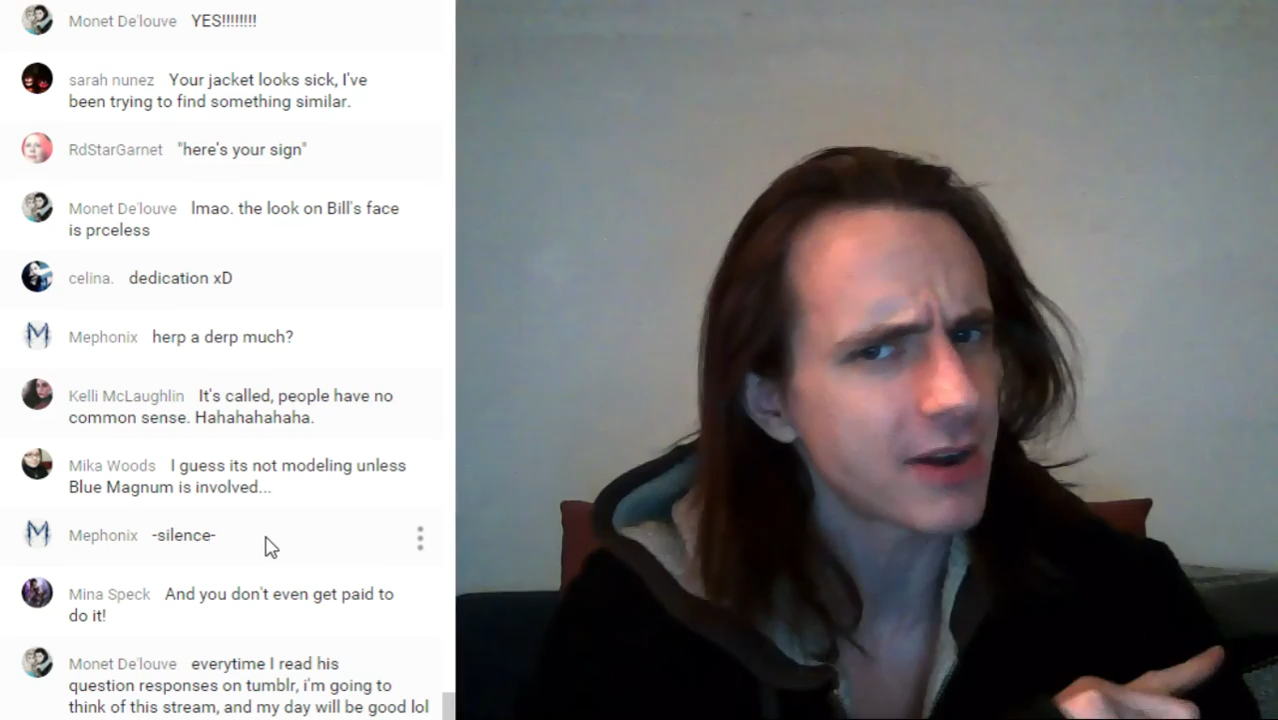 Monet De'louve YES!!!!!!!!
sarah nunez Your jacket looks sick, I've
been trying to find something similar.
RdStarGarnet "here's your sign"
Monet De'louve lmao. the look on Bill's face
is prceless
celina. dedication xD
Mephonix herp a derp much?
Kelli McLaughlin It's called, people have no
common sense. Hahahahahaha.
Mika Woods I guess its not modeling unless
Blue Magnum is involved...
Mephonix -silence-
Mina Speck And you don't even get paid to
do it!
Monet De'louve everytime I read his
question responses on tumblr, i'm going to
think of this stream, and my day will be good lol